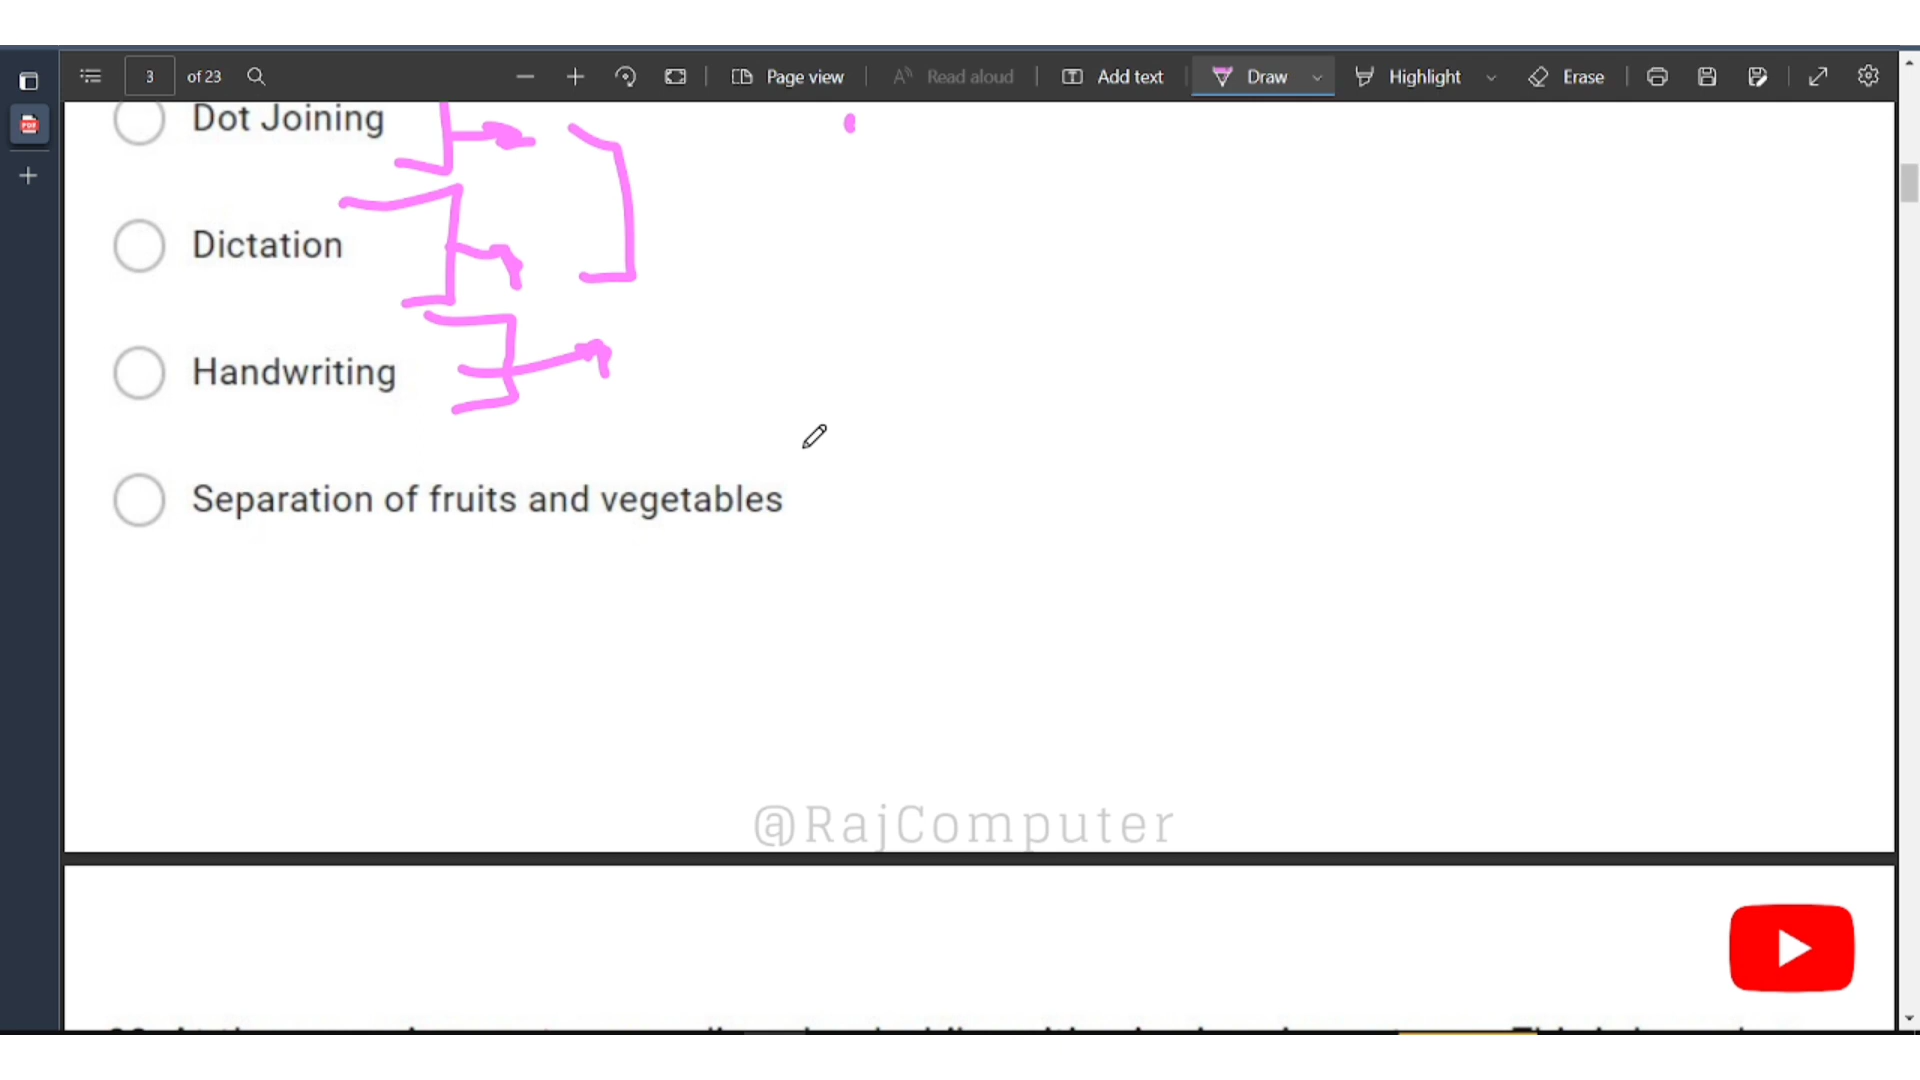 3 of 23 Page view Read aloud Add text Draw Highlight Erase
PDF
Dot Joining
Dictation
Handwriting
Separation of fruits and vegetables
@RajComputer